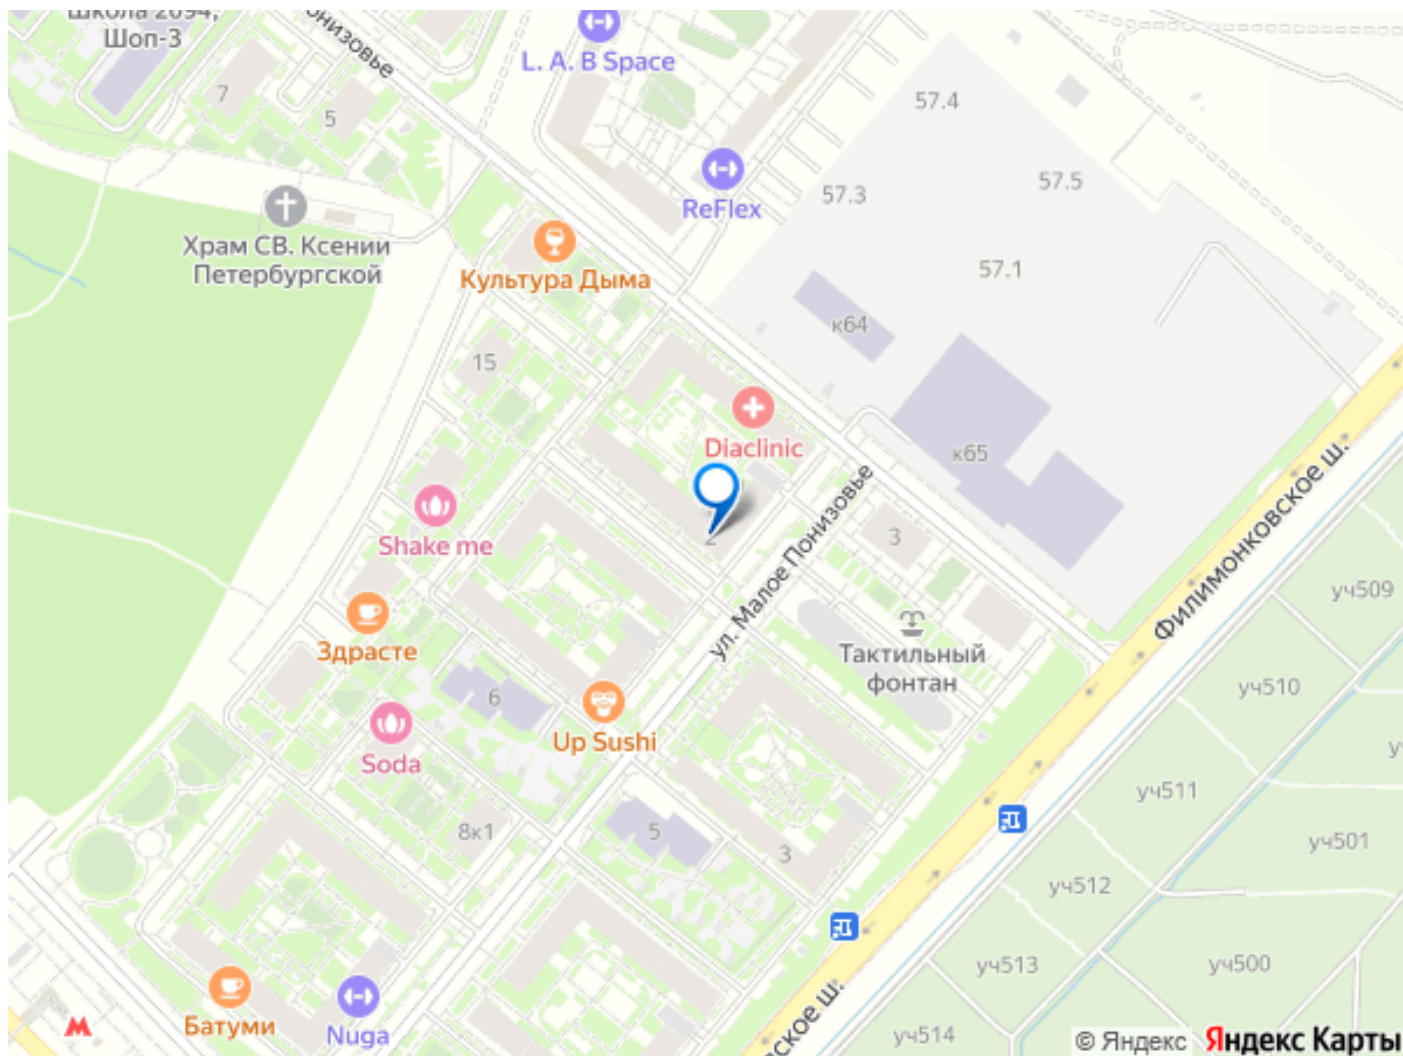 Школа 2094,
Шоп-3
онизовье
L. A. B Space
57.4
7
5
ReFlex
57.3
57.5
Храм СВ. Ксении
Петербургской
Культура Дыма
57.1
к64
15
Diaclinic
к65
Shake me
2
3
ул. Малое Понизовье
Филимонковское ш.
уч509
Здрасте
Тактильный
фонтан
6
уч510
Up Sushi
Soda
уч511
8к1
5
3
уч501
уч512
уч513
уч500
Батуми
Nuga
вское ш.
уч514
© Яндекс
Яндекс Карты